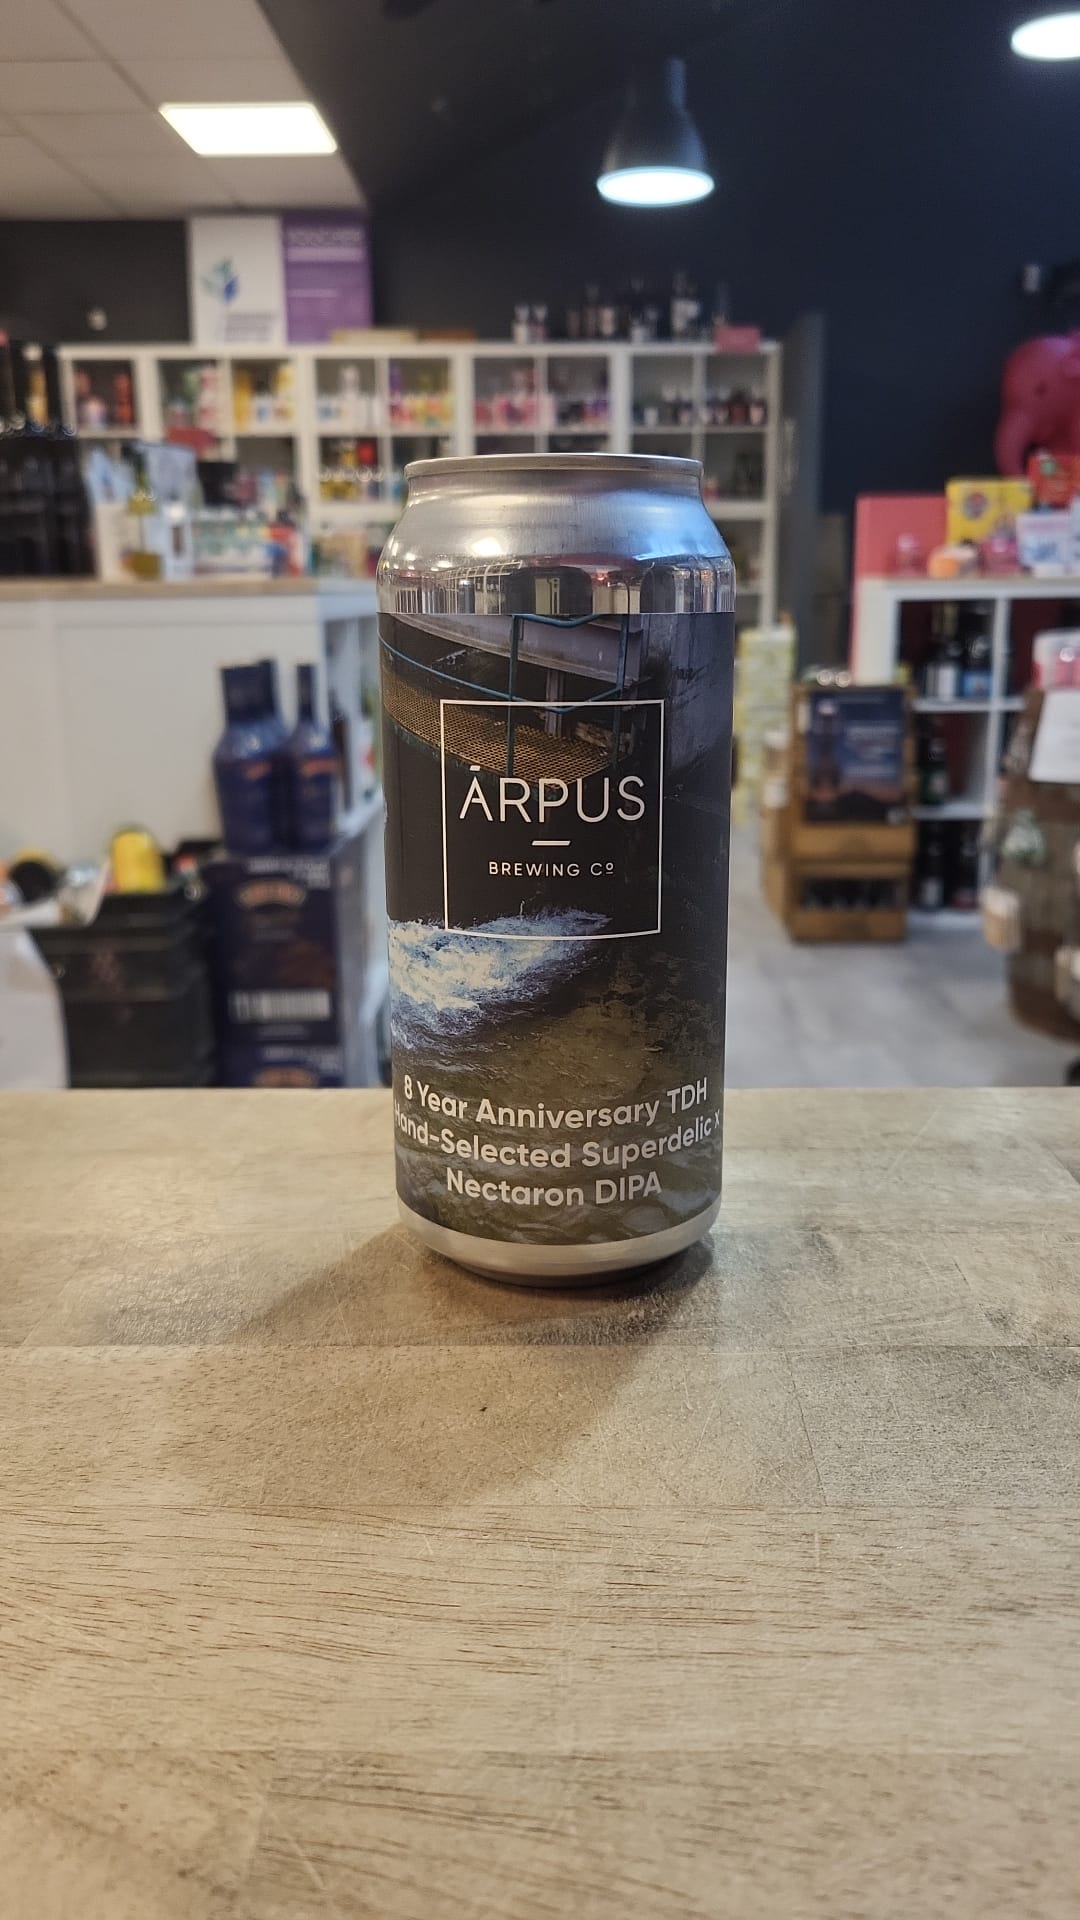 ĀRPUS
BREWING Cº
8 Year Anniversary TDH
Hand-Selected Superdelic x
Nectaron DIPA